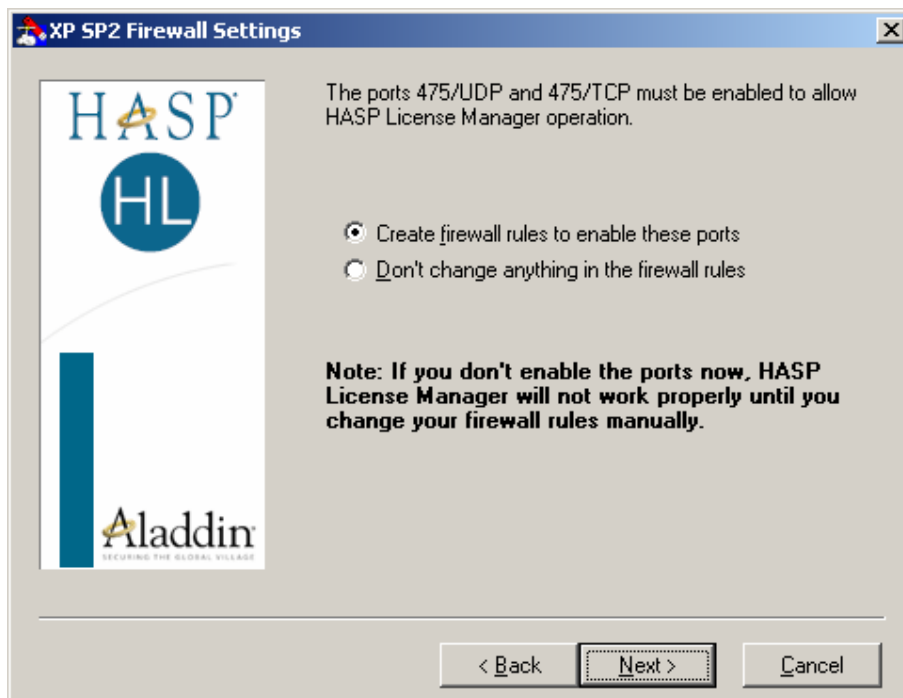 XP SP2 Firewall Settings
HASP
HL
Aladdin
SECURING THE GLOBAL VILLAGE
The ports 475/UDP and 475/TCP must be enabled to allow
HASP License Manager operation.
Create firewall rules to enable these ports
Don't change anything in the firewall rules
Note: If you don't enable the ports now, HASP
License Manager will not work properly until you
change your firewall rules manually.
< Back
Next >
Cancel